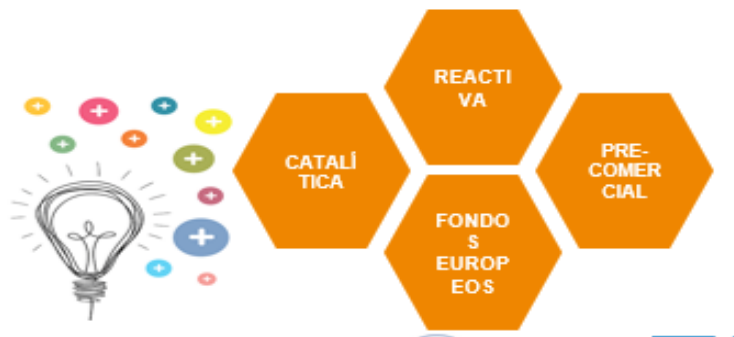 REACTI
VA
CATALÍ
TICA
PRE-
COMER
CIAL
FONDO
S
EUROP
EOS